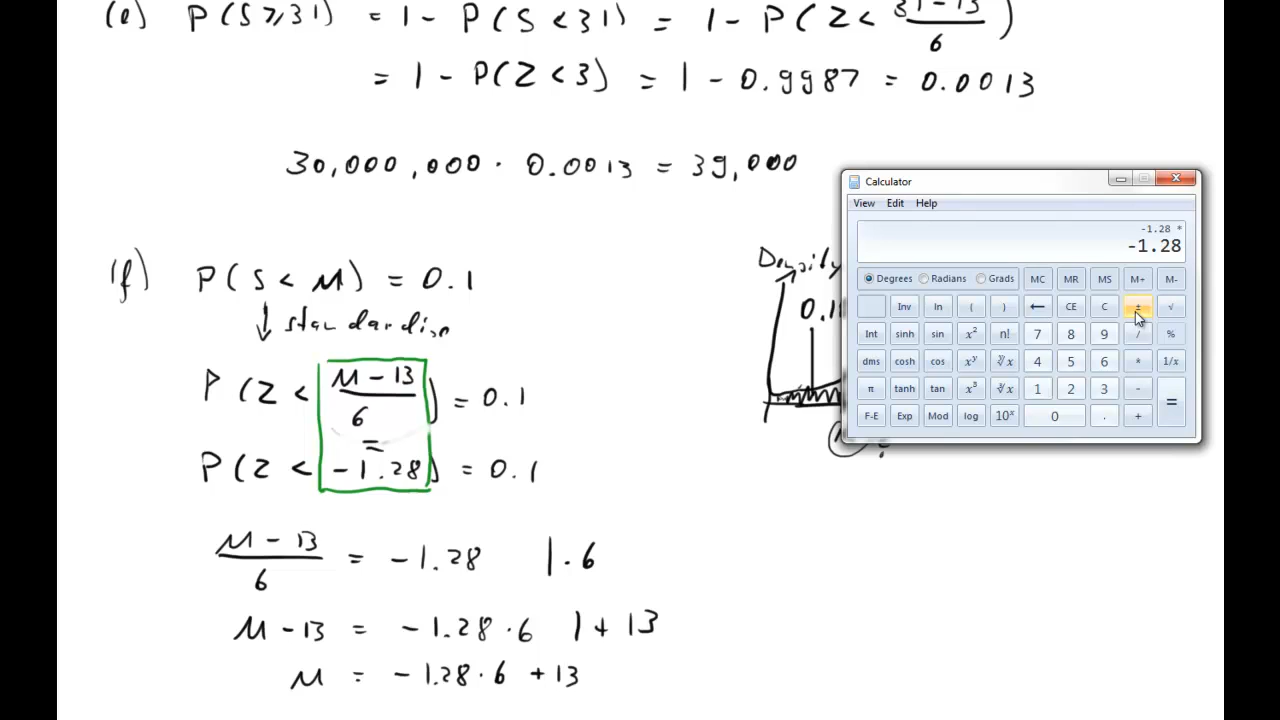 (e) P(S ≥ 31) = 1 - P(S < 31) = 1 - P(Z < 31-13/6)
= 1 - P(Z < 3) = 1 - 0.9987 = 0.0013
30,000,000 · 0.0013 = 39,000
(f) P(S < M) = 0.1
↓ standardise
P(Z < M-13/6) = 0.1
=
P(Z < -1.28) = 0.1
M-13/6 = -1.28 |·6
M-13 = -1.28·6 |+13
M = -1.28·6 +13
Density
0.1
?
Calculator
View Edit Help
-1.28 *
-1.28
Degrees Radians Grads MC MR MS M+ M-
Inv ln ( ) ← CE C ± √
Int sinh sin x² n! 7 8 9 / %
dms cosh cos xʸ ʸ√x 4 5 6 * 1/x
π tanh tan x³ ³√x 1 2 3 - =
F-E Exp Mod log 10ˣ 0 . +